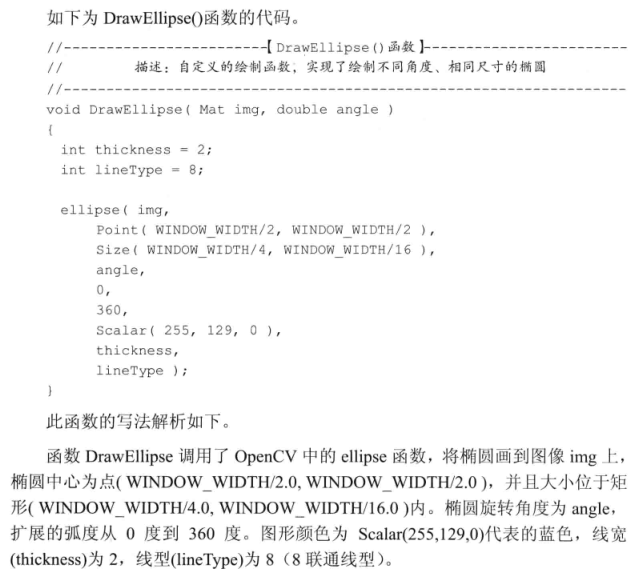 如下为 DrawEllipse()函数的代码。
//-----------------------【 DrawEllipse()函数 】-----------------------
// 描述：自定义的绘制函数，实现了绘制不同角度、相同尺寸的椭圆
//-----------------------------------------------------------------
void DrawEllipse( Mat img, double angle )
{
int thickness = 2;
int lineType = 8;
ellipse( img,
Point( WINDOW_WIDTH/2, WINDOW_WIDTH/2 ),
Size( WINDOW_WIDTH/4, WINDOW_WIDTH/16 ),
angle,
0,
360,
Scalar( 255, 129, 0 ),
thickness,
lineType );
}
此函数的写法解析如下。
函数 DrawEllipse 调用了 OpenCV 中的 ellipse 函数，将椭圆画到图像 img 上，
椭圆中心为点( WINDOW_WIDTH/2.0, WINDOW_WIDTH/2.0 )，并且大小位于矩
形( WINDOW_WIDTH/4.0, WINDOW_WIDTH/16.0 )内。椭圆旋转角度为 angle，
扩展的弧度从 0 度到 360 度。图形颜色为 Scalar(255,129,0)代表的蓝色，线宽
(thickness)为 2，线型(lineType)为 8（8 联通线型）。